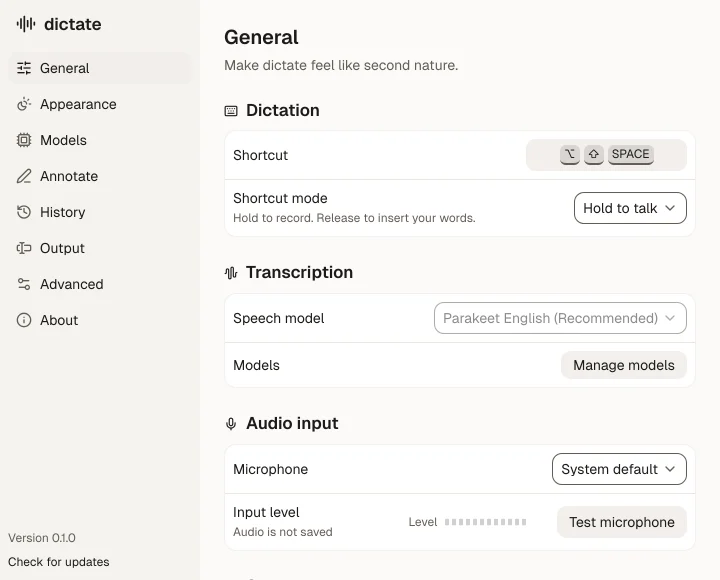 dictate
General
Appearance
Models
Annotate
History
Output
Advanced
About
Version 0.1.0
Check for updates
General
Make dictate feel like second nature.
Dictation
Shortcut
⌥ ⇧ SPACE
Shortcut mode
Hold to record. Release to insert your words.
Hold to talk
Transcription
Speech model
Parakeet English (Recommended)
Models
Manage models
Audio input
Microphone
System default
Input level
Audio is not saved
Level
Test microphone